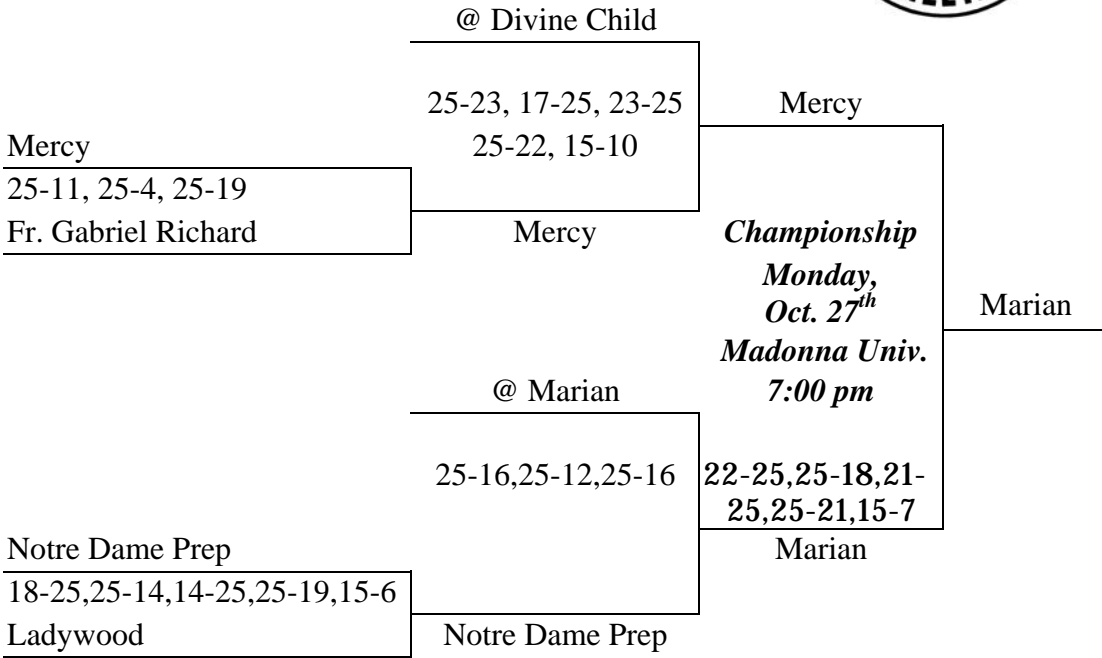 @ Divine Child
25-23, 17-25, 23-25
25-22, 15-10
Mercy
Mercy
25-11, 25-4, 25-19
Fr. Gabriel Richard
Mercy
Championship
Monday,
Oct. 27th
Madonna Univ.
7:00 pm
Marian
@ Marian
25-16,25-12,25-16
22-25,25-18,21-
25,25-21,15-7
Marian
Notre Dame Prep
18-25,25-14,14-25,25-19,15-6
Ladywood
Notre Dame Prep